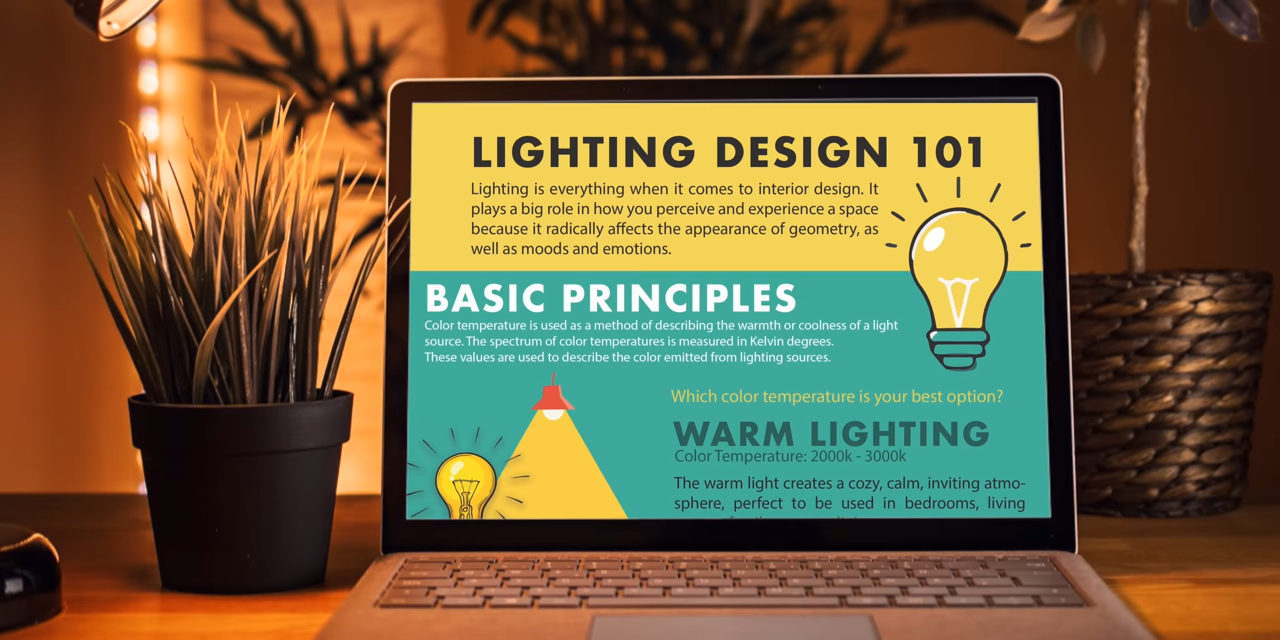 LIGHTING DESIGN 101
Lighting is everything when it comes to interior design. It
plays a big role in how you perceive and experience a space
because it radically affects the appearance of geometry, as
well as moods and emotions.
BASIC PRINCIPLES
Color temperature is used as a method of describing the warmth or coolness of a light
source. The spectrum of color temperatures is measured in Kelvin degrees.
These values are used to describe the color emitted from lighting sources.
Which color temperature is your best option?
WARM LIGHTING
Color Temperature: 2000k - 3000k
The warm light creates a cozy, calm, inviting atmo-
sphere, perfect to be used in bedrooms, living